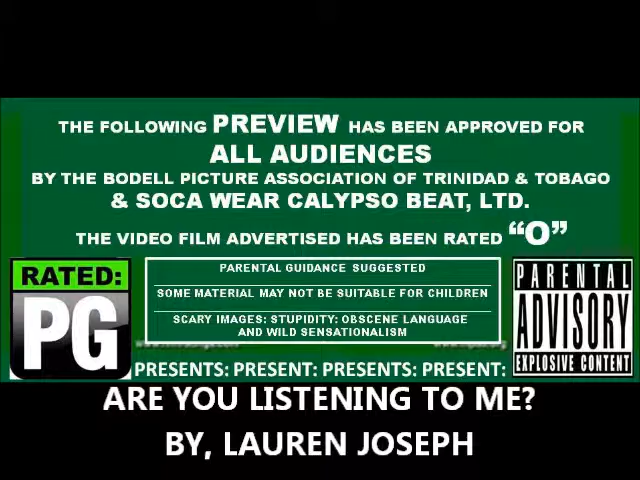 THE FOLLOWING PREVIEW HAS BEEN APPROVED FOR
ALL AUDIENCES
BY THE BODELL PICTURE ASSOCIATION OF TRINIDAD & TOBAGO
& SOCA WEAR CALYPSO BEAT, LTD.
THE VIDEO FILM ADVERTISED HAS BEEN RATED “O”
RATED:
PG
PARENTAL GUIDANCE SUGGESTED
SOME MATERIAL MAY NOT BE SUITABLE FOR CHILDREN
SCARY IMAGES: STUPIDITY: OBSCENE LANGUAGE
AND WILD SENSATIONALISM
PARENTAL
ADVISORY
EXPLOSIVE CONTENT
PRESENTS: PRESENT: PRESENTS: PRESENT:
ARE YOU LISTENING TO ME?
BY, LAUREN JOSEPH